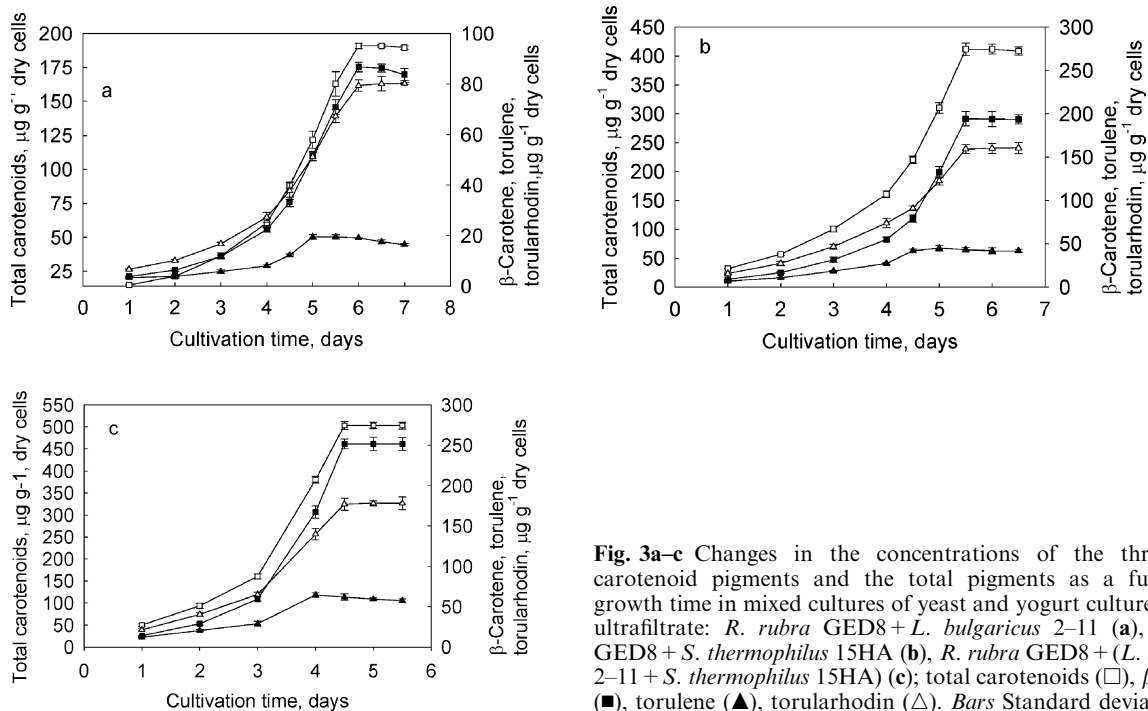 a
Total carotenoids, μg g⁻¹ dry cells
200
175
150
125
100
75
50
25
100
80
60
40
20
0
β-Carotene, torulene,
torularhodin,μg g⁻¹ dry cells
0 1 2 3 4 5 6 7 8
Cultivation time, days
b
Total carotenoids, μg g⁻¹ dry cells
450
400
350
300
250
200
150
100
50
0
300
250
200
150
100
50
0
β-Carotene, torulene,
torularhodin, μg g⁻¹ dry cells
0 1 2 3 4 5 6 7
Cultivation time, days
c
Total carotenoids, μg g-1, dry cells
550
500
450
400
350
300
250
200
150
100
50
0
300
250
200
150
100
50
0
β-Carotene, torulene,
torularhodin, μg g⁻¹ dry cells
0 1 2 3 4 5 6
Cultivation time, days
Fig. 3a–c Changes in the concentrations of the thr
carotenoid pigments and the total pigments as a fu
growth time in mixed cultures of yeast and yogurt culture
ultrafiltrate: R. rubra GED8 + L. bulgaricus 2–11 (a),
GED8 + S. thermophilus 15HA (b), R. rubra GED8 + (L.
2–11 + S. thermophilus 15HA) (c); total carotenoids (□), β
(■), torulene (▲), torularhodin (△). Bars Standard devia